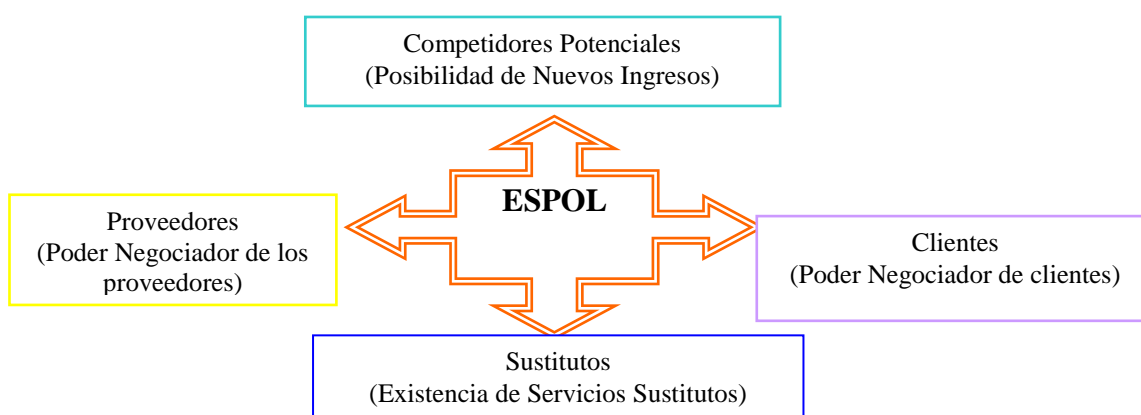 Competidores Potenciales
(Posibilidad de Nuevos Ingresos)
ESPOL
Proveedores
(Poder Negociador de los
proveedores)
Clientes
(Poder Negociador de clientes)
Sustitutos
(Existencia de Servicios Sustitutos)